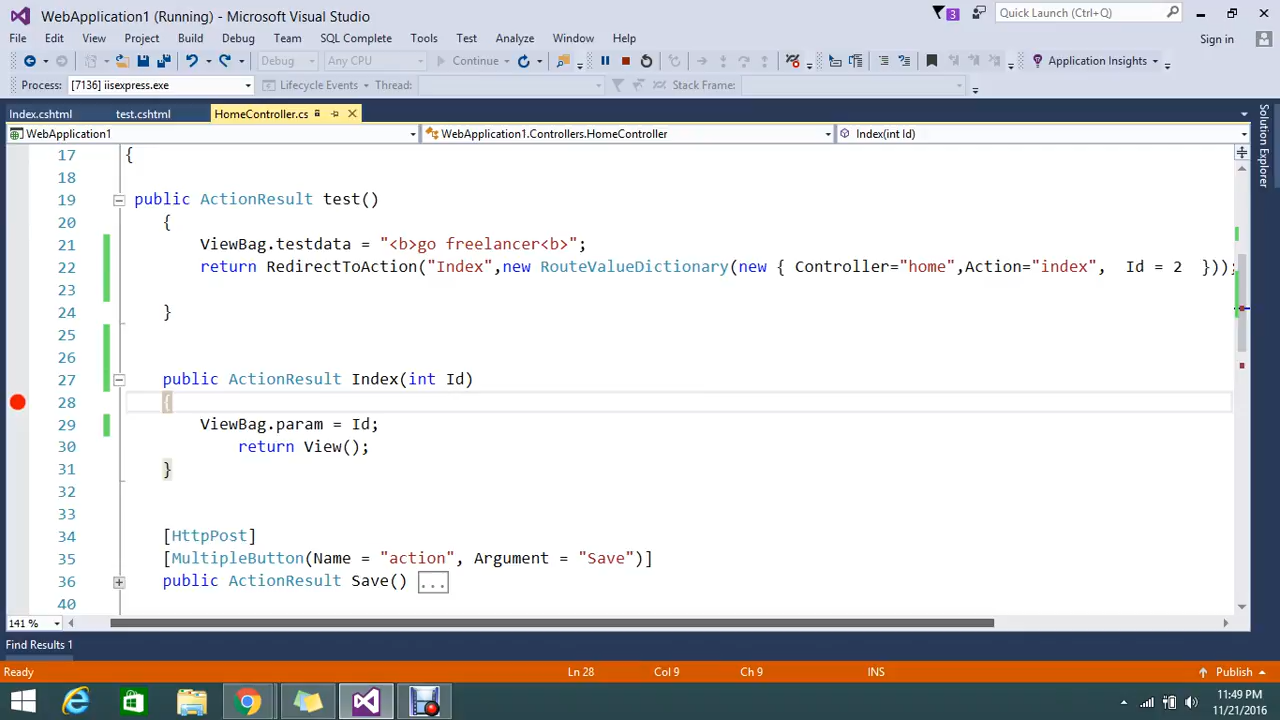 WebApplication1 (Running) - Microsoft Visual Studio
3
Quick Launch (Ctrl+Q)
File Edit View Project Build Debug Team SQL Complete Tools Test Analyze Window Help Sign in
Debug Any CPU Continue Application Insights
Process: [7136] iisexpress.exe Lifecycle Events Thread: Stack Frame:
Index.cshtml test.cshtml HomeController.cs
WebApplication1 WebApplication1.Controllers.HomeController Index(int Id)
Solution Explorer
17 {
18
19 public ActionResult test()
20 {
21 ViewBag.testdata = "<b>go freelancer<b>";
22 return RedirectToAction("Index",new RouteValueDictionary(new { Controller="home",Action="index", Id = 2 }));
23
24 }
25
26
27 public ActionResult Index(int Id)
28 {
29 ViewBag.param = Id;
30 return View();
31 }
32
33
34 [HttpPost]
35 [MultipleButton(Name = "action", Argument = "Save")]
36 public ActionResult Save() ...
40
141 %
Find Results 1
Ready Ln 28 Col 9 Ch 9 INS Publish
11:49 PM
11/21/2016